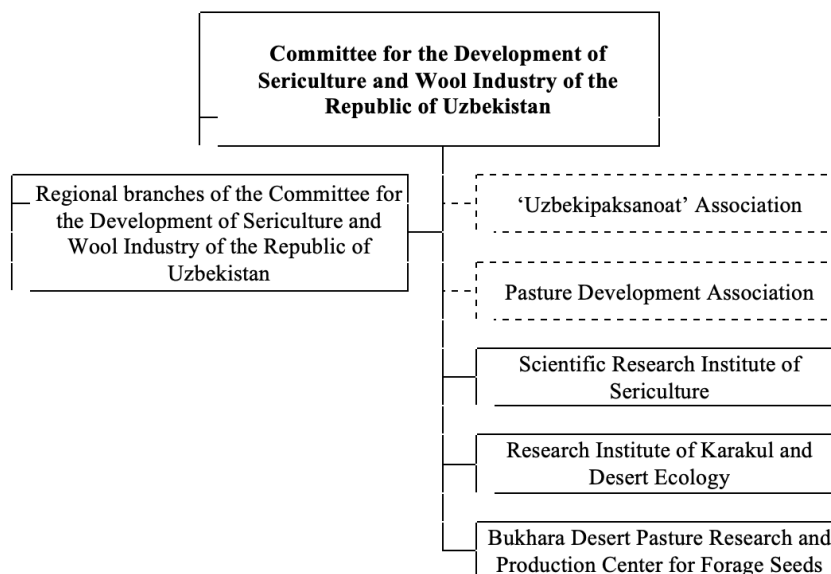 Committee for the Development of
Sericulture and Wool Industry of the
Republic of Uzbekistan
Regional branches of the Committee for
the Development of Sericulture and
Wool Industry of the Republic of
Uzbekistan
‘Uzbekipaksanoat’ Association
Pasture Development Association
Scientific Research Institute of
Sericulture
Research Institute of Karakul and
Desert Ecology
Bukhara Desert Pasture Research and
Production Center for Forage Seeds